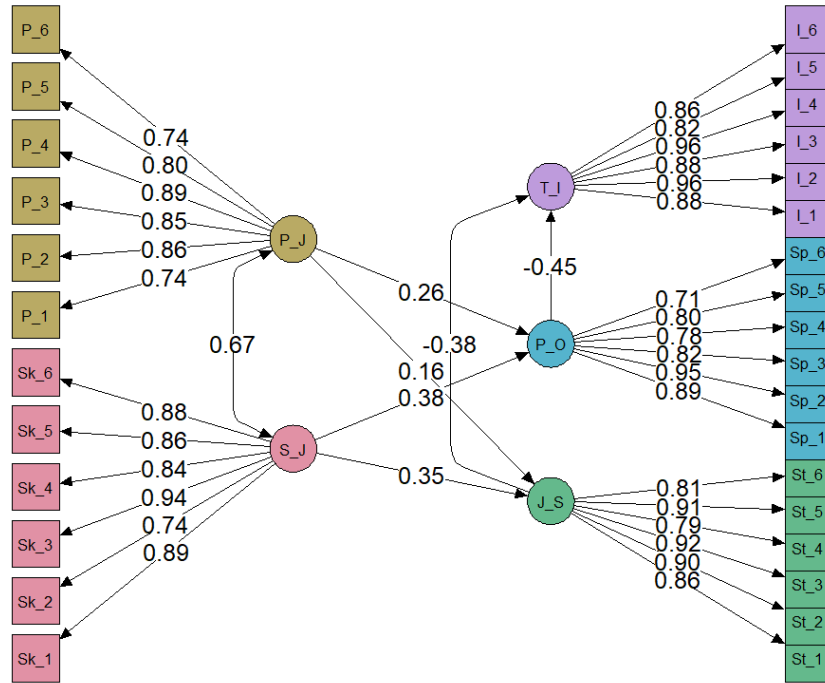 P_6
P_5
P_4
P_3
P_2
P_1
Sk_6
Sk_5
Sk_4
Sk_3
Sk_2
Sk_1
0.74
0.80
0.89
0.85
0.86
0.74
0.88
0.86
0.84
0.94
0.74
0.89
P_J
0.67
S_J
0.26
-0.38
0.16
0.38
0.35
T_I
-0.45
P_O
J_S
0.86
0.82
0.96
0.88
0.96
0.88
0.71
0.80
0.78
0.82
0.95
0.89
0.81
0.91
0.79
0.92
0.90
0.86
I_6
I_5
I_4
I_3
I_2
I_1
Sp_6
Sp_5
Sp_4
Sp_3
Sp_2
Sp_1
St_6
St_5
St_4
St_3
St_2
St_1